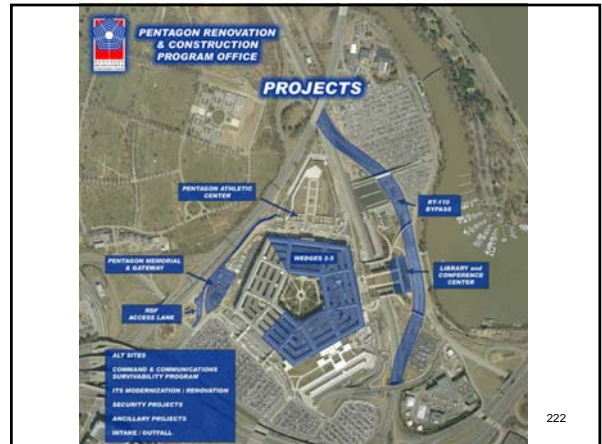 PENTAGON RENOVATION
& CONSTRUCTION
PROGRAM OFFICE
PROJECTS
PENTAGON ATHLETIC
CENTER
RT-110
BYPASS
WEDGES 2-5
PENTAGON MEMORIAL
& GATEWAY
LIBRARY and
CONFERENCE
CENTER
RDF
ACCESS LANE
ALT SITES
COMMAND & COMMUNICATIONS
SURVIVABILITY PROGRAM
ITS MODERNIZATION / RENOVATION
SECURITY PROJECTS
ANCILLARY PROJECTS
INTAKE / OUTFALL
222